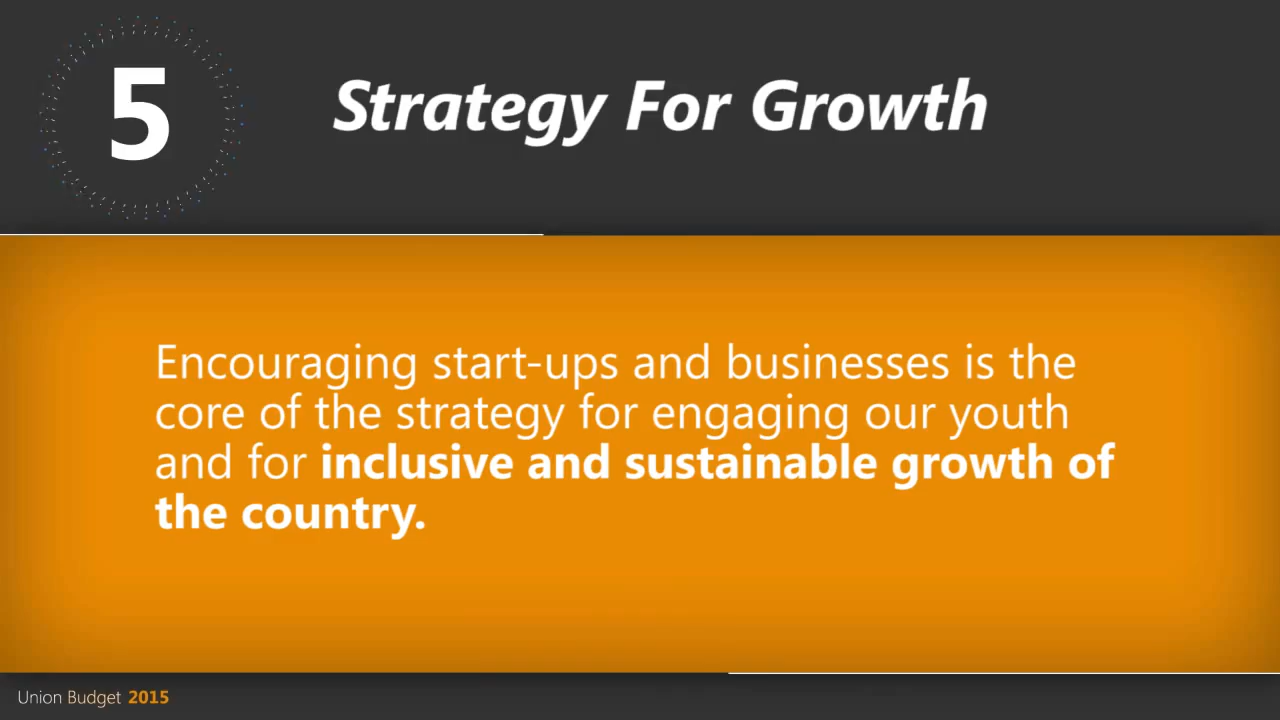 5
Strategy For Growth
Encouraging start-ups and businesses is the
core of the strategy for engaging our youth
and for inclusive and sustainable growth of
the country.
Union Budget 2015